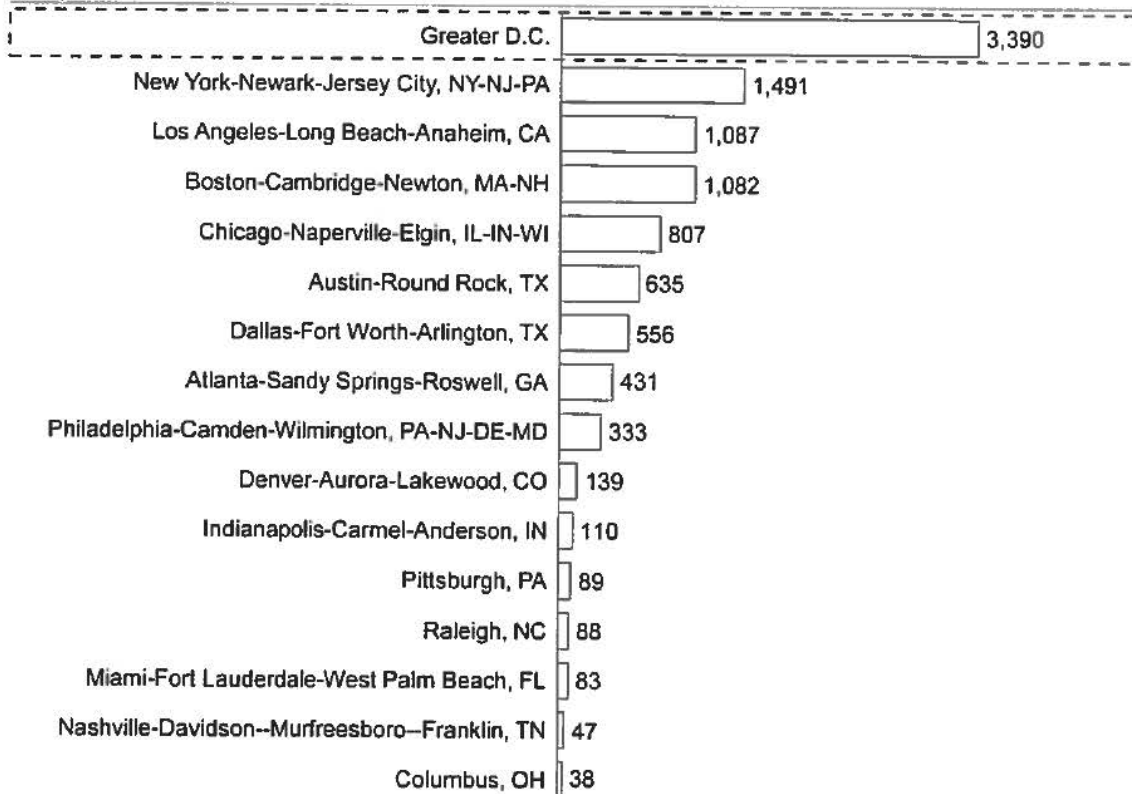 Greater D.C. 3,390
New York-Newark-Jersey City, NY-NJ-PA 1,491
Los Angeles-Long Beach-Anaheim, CA 1,087
Boston-Cambridge-Newton, MA-NH 1,082
Chicago-Naperville-Elgin, IL-IN-WI 807
Austin-Round Rock, TX 635
Dallas-Fort Worth-Arlington, TX 556
Atlanta-Sandy Springs-Roswell, GA 431
Philadelphia-Camden-Wilmington, PA-NJ-DE-MD 333
Denver-Aurora-Lakewood, CO 139
Indianapolis-Carmel-Anderson, IN 110
Pittsburgh, PA 89
Raleigh, NC 88
Miami-Fort Lauderdale-West Palm Beach, FL 83
Nashville-Davidson--Murfreesboro--Franklin, TN 47
Columbus, OH 38